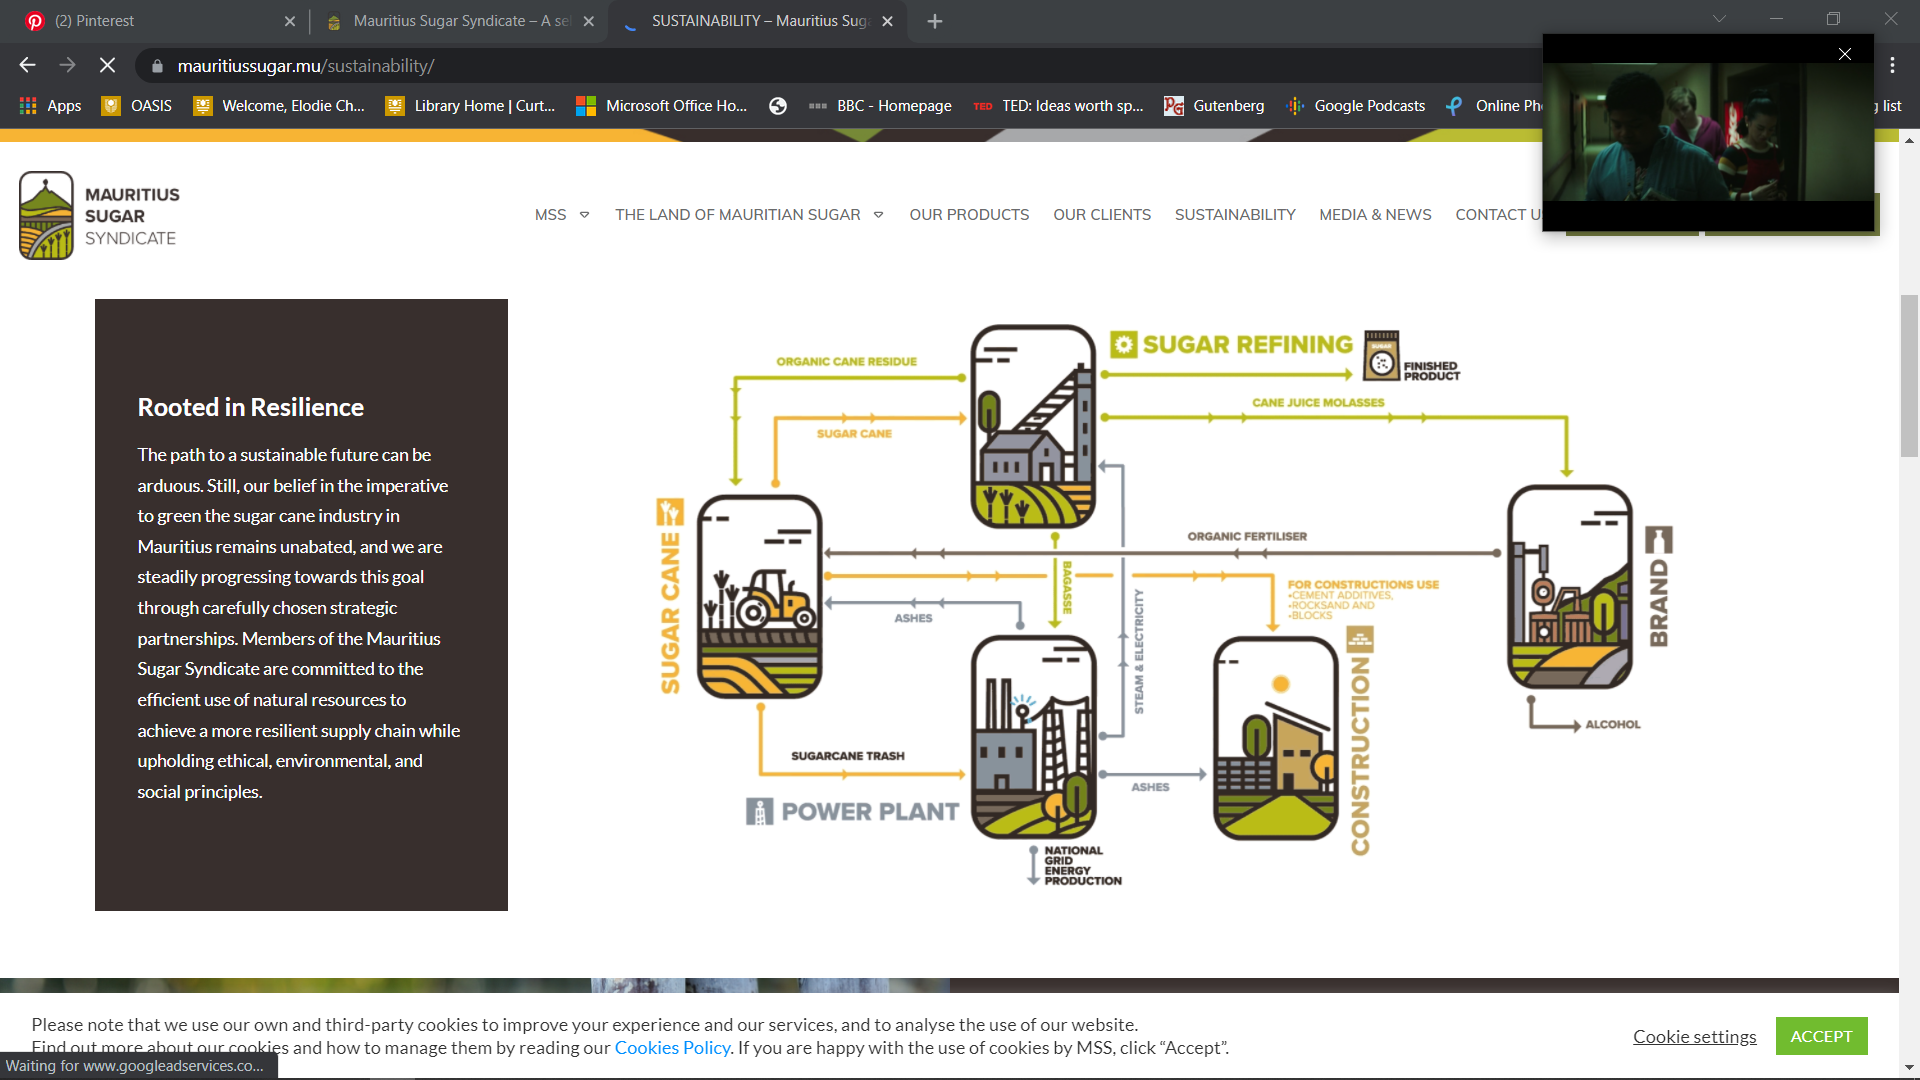 (2) Pinterest
Mauritius Sugar Syndicate – A se
SUSTAINABILITY – Mauritius Sug
mauritiussugar.mu/sustainability/
Apps
OASIS
Welcome, Elodie Ch...
Library Home | Curt...
Microsoft Office Ho...
BBC - Homepage
TED
TED: Ideas worth sp...
PG
Gutenberg
Google Podcasts
Online Ph
list
MAURITIUS
SUGAR
SYNDICATE
MSS
THE LAND OF MAURITIAN SUGAR
OUR PRODUCTS
OUR CLIENTS
SUSTAINABILITY
MEDIA & NEWS
CONTACT US
Rooted in Resilience
The path to a sustainable future can be
arduous. Still, our belief in the imperative
to green the sugar cane industry in
Mauritius remains unabated, and we are
steadily progressing towards this goal
through carefully chosen strategic
partnerships. Members of the Mauritius
Sugar Syndicate are committed to the
efficient use of natural resources to
achieve a more resilient supply chain while
upholding ethical, environmental, and
social principles.
SUGAR REFINING
SUGAR
FINISHED
PRODUCT
ORGANIC CANE RESIDUE
CANE JUICE MOLASSES
SUGAR CANE
SUGAR CANE
ORGANIC FERTILISER
BAGASSE
FOR CONSTRUCTIONS USE
•CEMENT ADDITIVES,
•ROCKSAND AND
•BLOCKS
ASHES
STEAM & ELECTRICITY
BRAND
CONSTRUCTION
ALCOHOL
SUGARCANE TRASH
ASHES
POWER PLANT
NATIONAL
GRID
ENERGY
PRODUCTION
Please note that we use our own and third-party cookies to improve your experience and our services, and to analyse the use of our website.
Find out more about our cookies and how to manage them by reading our Cookies Policy. If you are happy with the use of cookies by MSS, click “Accept”.
Cookie settings
ACCEPT
Waiting for www.googleadservices.co...